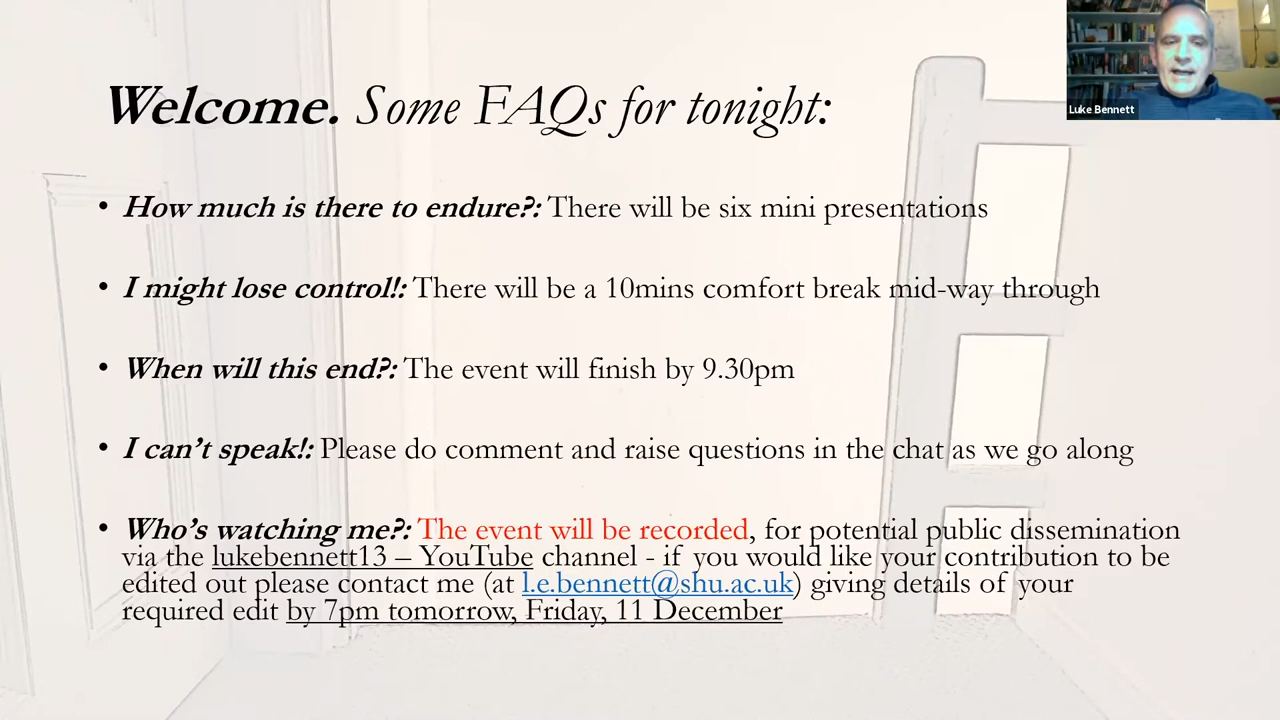 Luke Bennett
Welcome. Some FAQs for tonight:
• How much is there to endure?: There will be six mini presentations
• I might lose control!: There will be a 10mins comfort break mid-way through
• When will this end?: The event will finish by 9.30pm
• I can’t speak!: Please do comment and raise questions in the chat as we go along
• Who’s watching me?: The event will be recorded, for potential public dissemination
via the lukebennett13 – YouTube channel - if you would like your contribution to be
edited out please contact me (at l.e.bennett@shu.ac.uk) giving details of your
required edit by 7pm tomorrow, Friday, 11 December